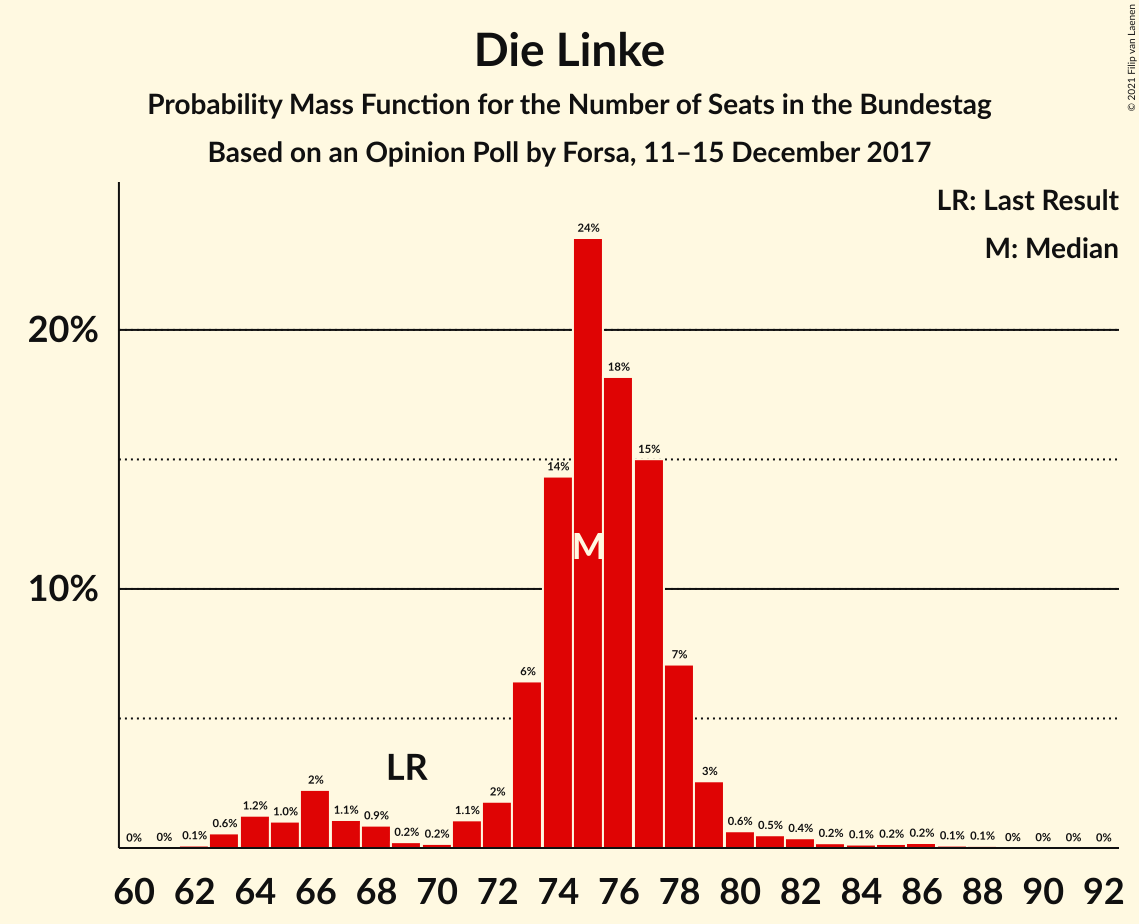 Die Linke
Probability Mass Function for the Number of Seats in the Bundestag
Based on an Opinion Poll by Forsa, 11–15 December 2017
© 2021 Filip van Laenen
LR: Last Result
M: Median
20%
10%
0% 0% 0.1% 0.6% 1.2% 1.0% 2% 1.1% 0.9% 0.2% 0.2% 1.1% 2% 6% 14% 24% 18% 15% 7% 3% 0.6% 0.5% 0.4% 0.2% 0.1% 0.2% 0.2% 0.1% 0.1% 0% 0% 0% 0%
LR
M
60 62 64 66 68 70 72 74 76 78 80 82 84 86 88 90 92